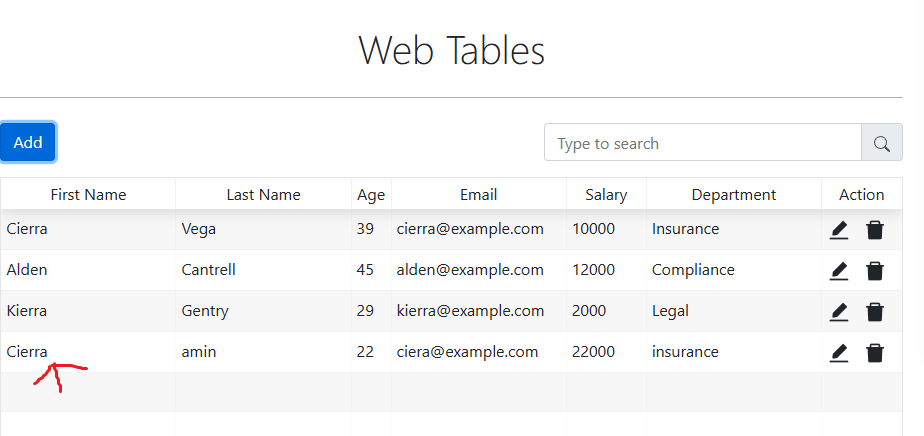 Web Tables
Add
Type to search
First Name Last Name Age Email Salary Department Action
Cierra Vega 39 cierra@example.com 10000 Insurance
Alden Cantrell 45 alden@example.com 12000 Compliance
Kierra Gentry 29 kierra@example.com 2000 Legal
Cierra amin 22 ciera@example.com 22000 insurance